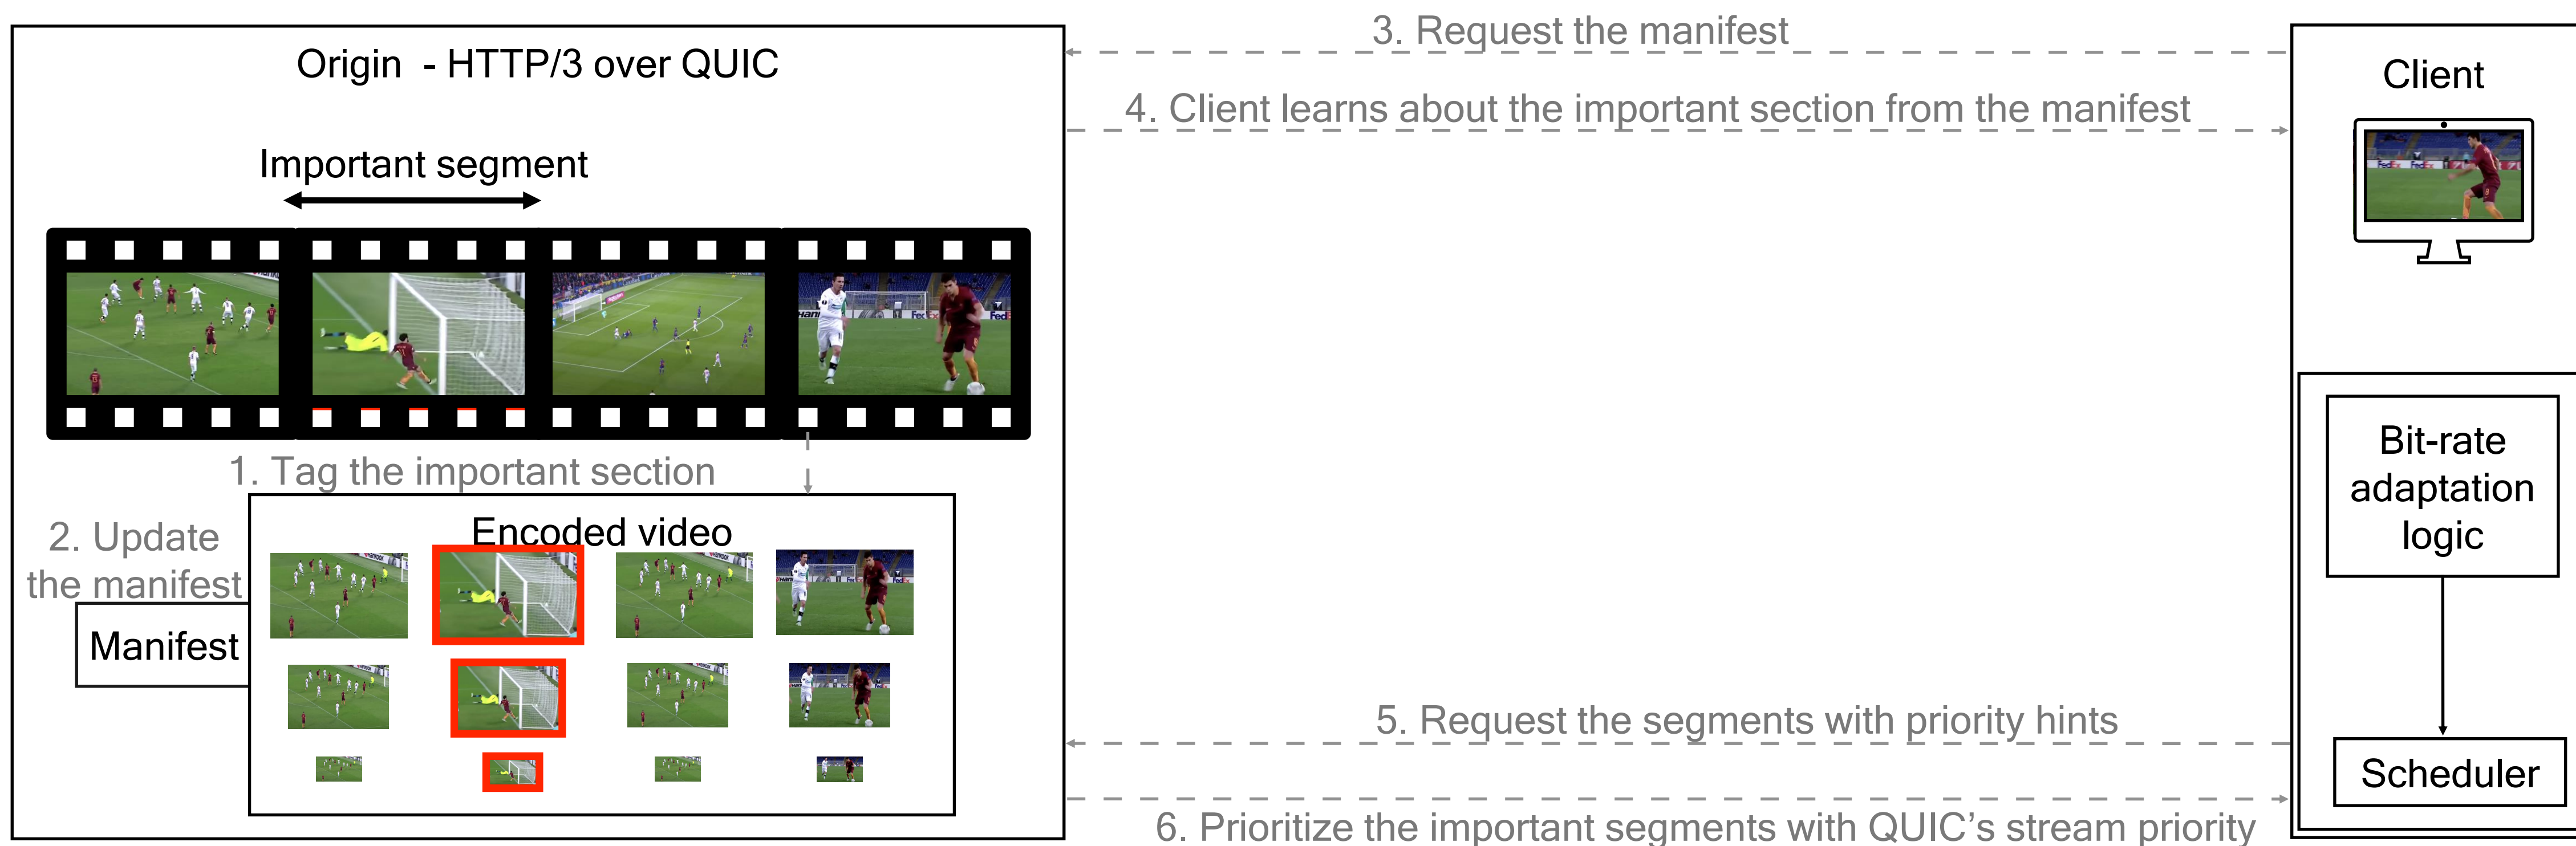 Origin - HTTP/3 over QUIC
Important segment
1. Tag the important section
2. Update
the manifest
Manifest
Encoded video
3. Request the manifest
4. Client learns about the important section from the manifest
5. Request the segments with priority hints
6. Prioritize the important segments with QUIC’s stream priority
Client
FedEx
Bit-rate
adaptation
logic
Scheduler